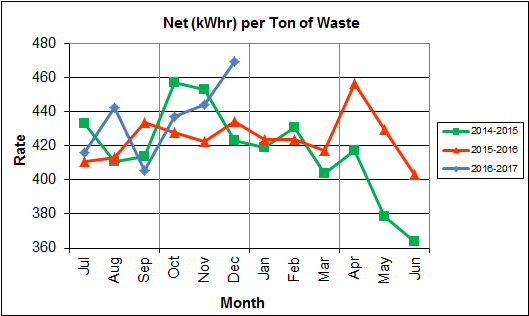 Net (kWhr) per Ton of Waste
480
460
440
420
400
380
360
Rate
Jul
Aug
Sep
Oct
Nov
Dec
Jan
Feb
Mar
Apr
May
Jun
Month
2014-2015
2015-2016
2016-2017